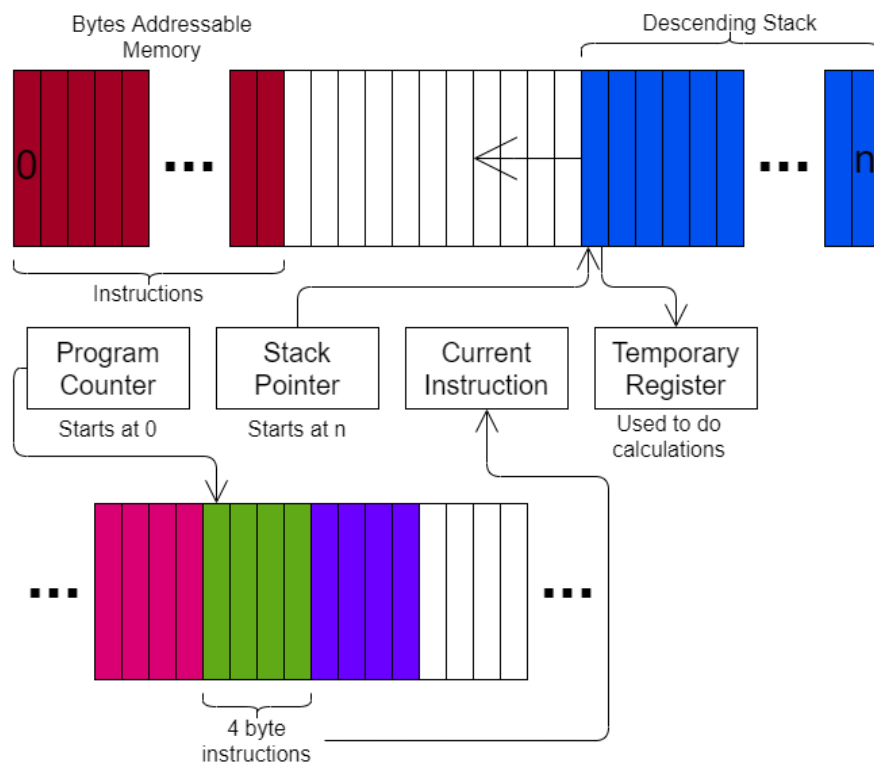 Bytes Addressable
Memory
Descending Stack
0
...
...
n
Instructions
Program
Counter
Stack
Pointer
Current
Instruction
Temporary
Register
Starts at 0
Starts at n
Used to do
calculations
...
...
4 byte
instructions